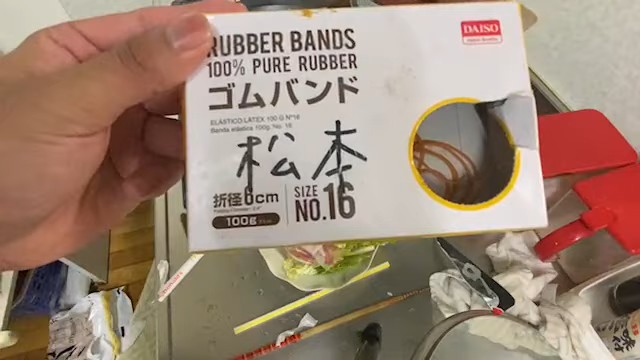 RUBBER BANDS
DAISO
100% PURE RUBBER
ゴムバンド
ELÁSTICO LATEX 100 G Nº16
Banda elástica 100g. No. 16
松本
折径6cm
SIZE
NO.16
100g